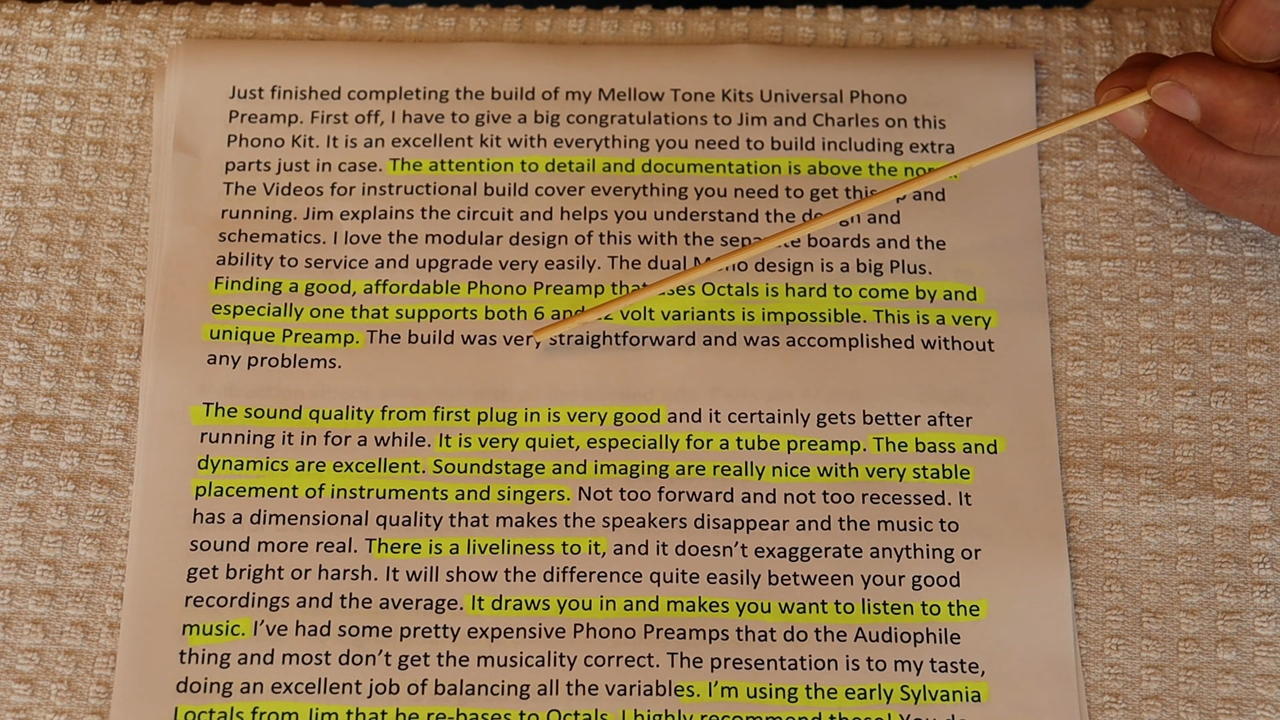 Just finished completing the build of my Mellow Tone Kits Universal Phono
Preamp. First off, I have to give a big congratulations to Jim and Charles on this
Phono Kit. It is an excellent kit with everything you need to build including extra
parts just in case. The attention to detail and documentation is above the
The Videos for instructional build cover everything you need to get this and
running. Jim explains the circuit and helps you understand the design and
schematics. I love the modular design of this with the separate boards and the
ability to service and upgrade very easily. The dual Mono design is a big Plus.
Finding a good, affordable Phono Preamp that uses Octals is hard to come by and
especially one that supports both 6 and 12 volt variants is impossible. This is a very
unique Preamp. The build was very straightforward and was accomplished without
any problems.
The sound quality from first plug in is very good and it certainly gets better after
running it in for a while. It is very quiet, especially for a tube preamp. The bass and
dynamics are excellent. Soundstage and imaging are really nice with very stable
placement of instruments and singers. Not too forward and not too recessed. It
has a dimensional quality that makes the speakers disappear and the music to
sound more real. There is a liveliness to it, and it doesn't exaggerate anything or
get bright or harsh. It will show the difference quite easily between your good
recordings and the average. It draws you in and makes you want to listen to the
music. I've had some pretty expensive Phono Preamps that do the Audiophile
thing and most don't get the musicality correct. The presentation is to my taste,
doing an excellent job of balancing all the variables. I'm using the early Sylvania
Loctals from Jim that he re-bases to Octals. I highly recommend these! You do